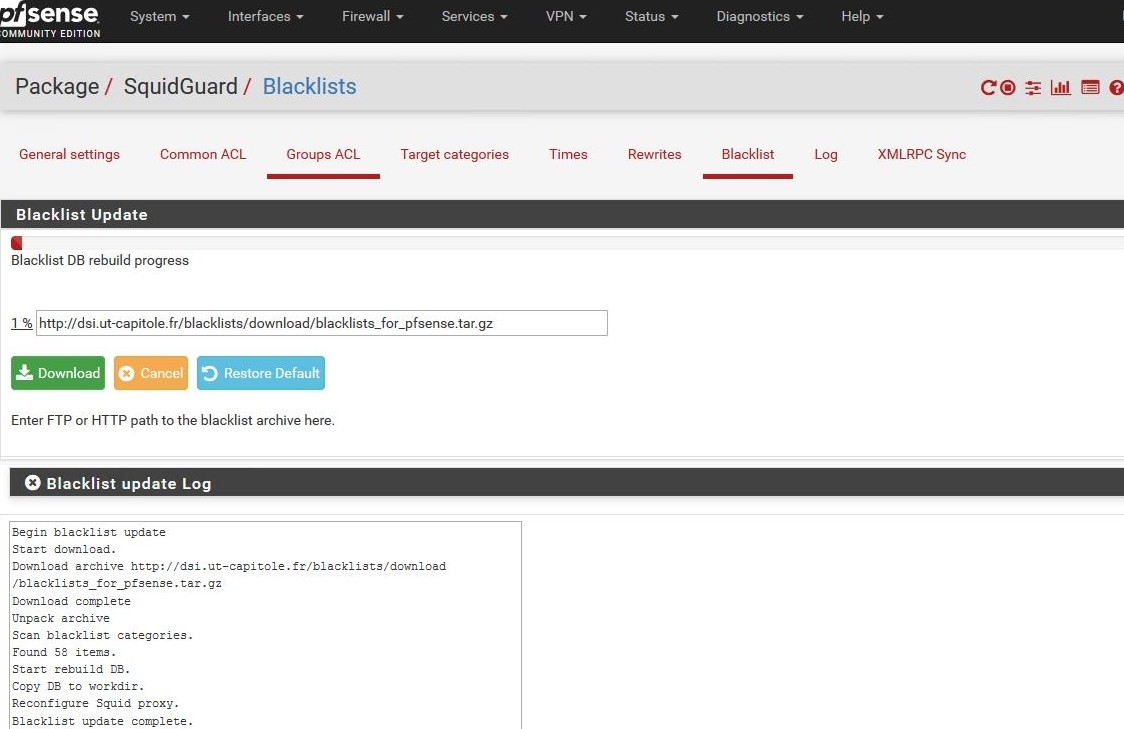 pfsense
COMMUNITY EDITION
System Interfaces Firewall Services VPN Status Diagnostics Help
Package / SquidGuard / Blacklists
General settings Common ACL Groups ACL Target categories Times Rewrites Blacklist Log XMLRPC Sync
Blacklist Update
Blacklist DB rebuild progress
1 % http://dsi.ut-capitole.fr/blacklists/download/blacklists_for_pfsense.tar.gz
Download Cancel Restore Default
Enter FTP or HTTP path to the blacklist archive here.
Blacklist update Log
Begin blacklist update
Start download.
Download archive http://dsi.ut-capitole.fr/blacklists/download
/blacklists_for_pfsense.tar.gz
Download complete
Unpack archive
Scan blacklist categories.
Found 58 items.
Start rebuild DB.
Copy DB to workdir.
Reconfigure Squid proxy.
Blacklist update complete.